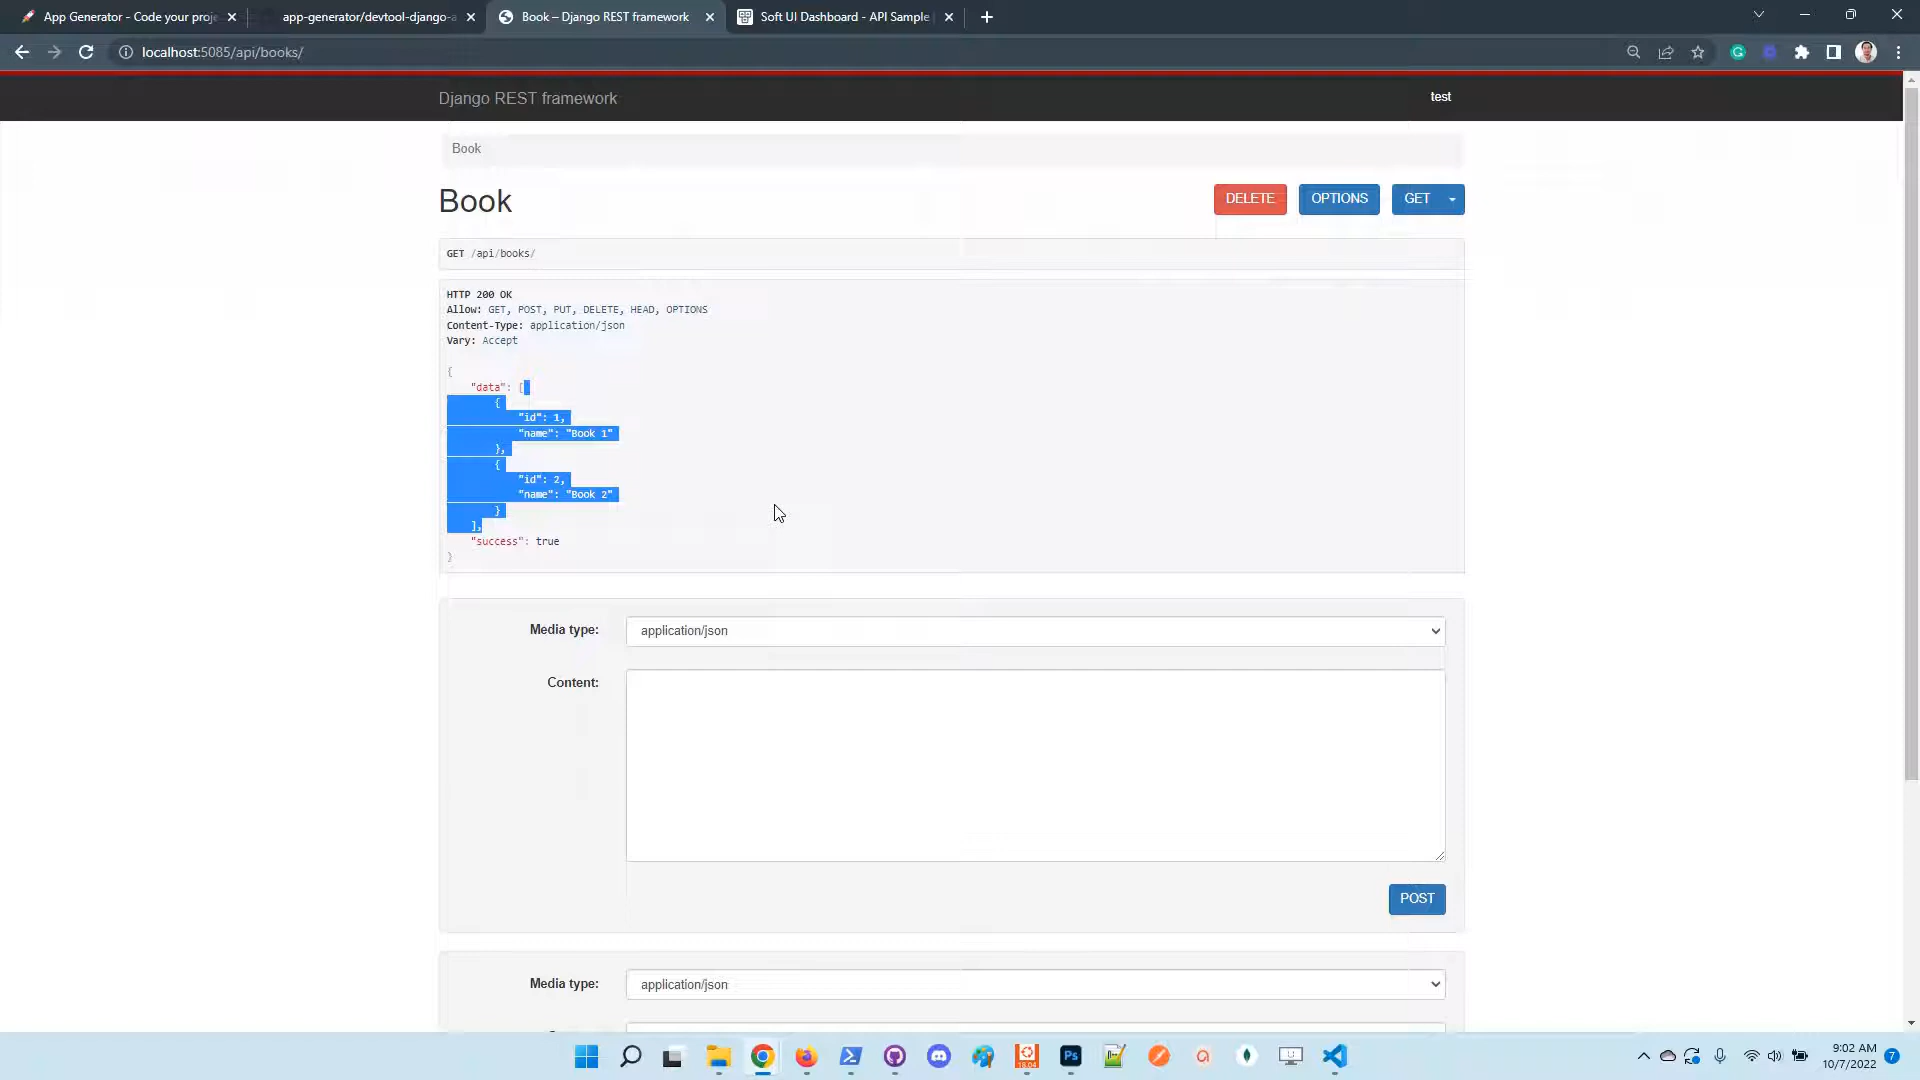 App Generator - Code your proje
app-generator/devtool-django-a
Book – Django REST framework
Soft UI Dashboard - API Sample
localhost:5085/api/books/
Django REST framework
test
Book
Book
DELETE
OPTIONS
GET
GET /api/books/
HTTP 200 OK
Allow: GET, POST, PUT, DELETE, HEAD, OPTIONS
Content-Type: application/json
Vary: Accept
{
"data": [
{
"id": 1,
"name": "Book 1"
},
{
"id": 2,
"name": "Book 2"
}
],
"success": true
}
Media type:
application/json
Content:
POST
Media type:
application/json
Ps
18.04
9:02 AM
10/7/2022
7